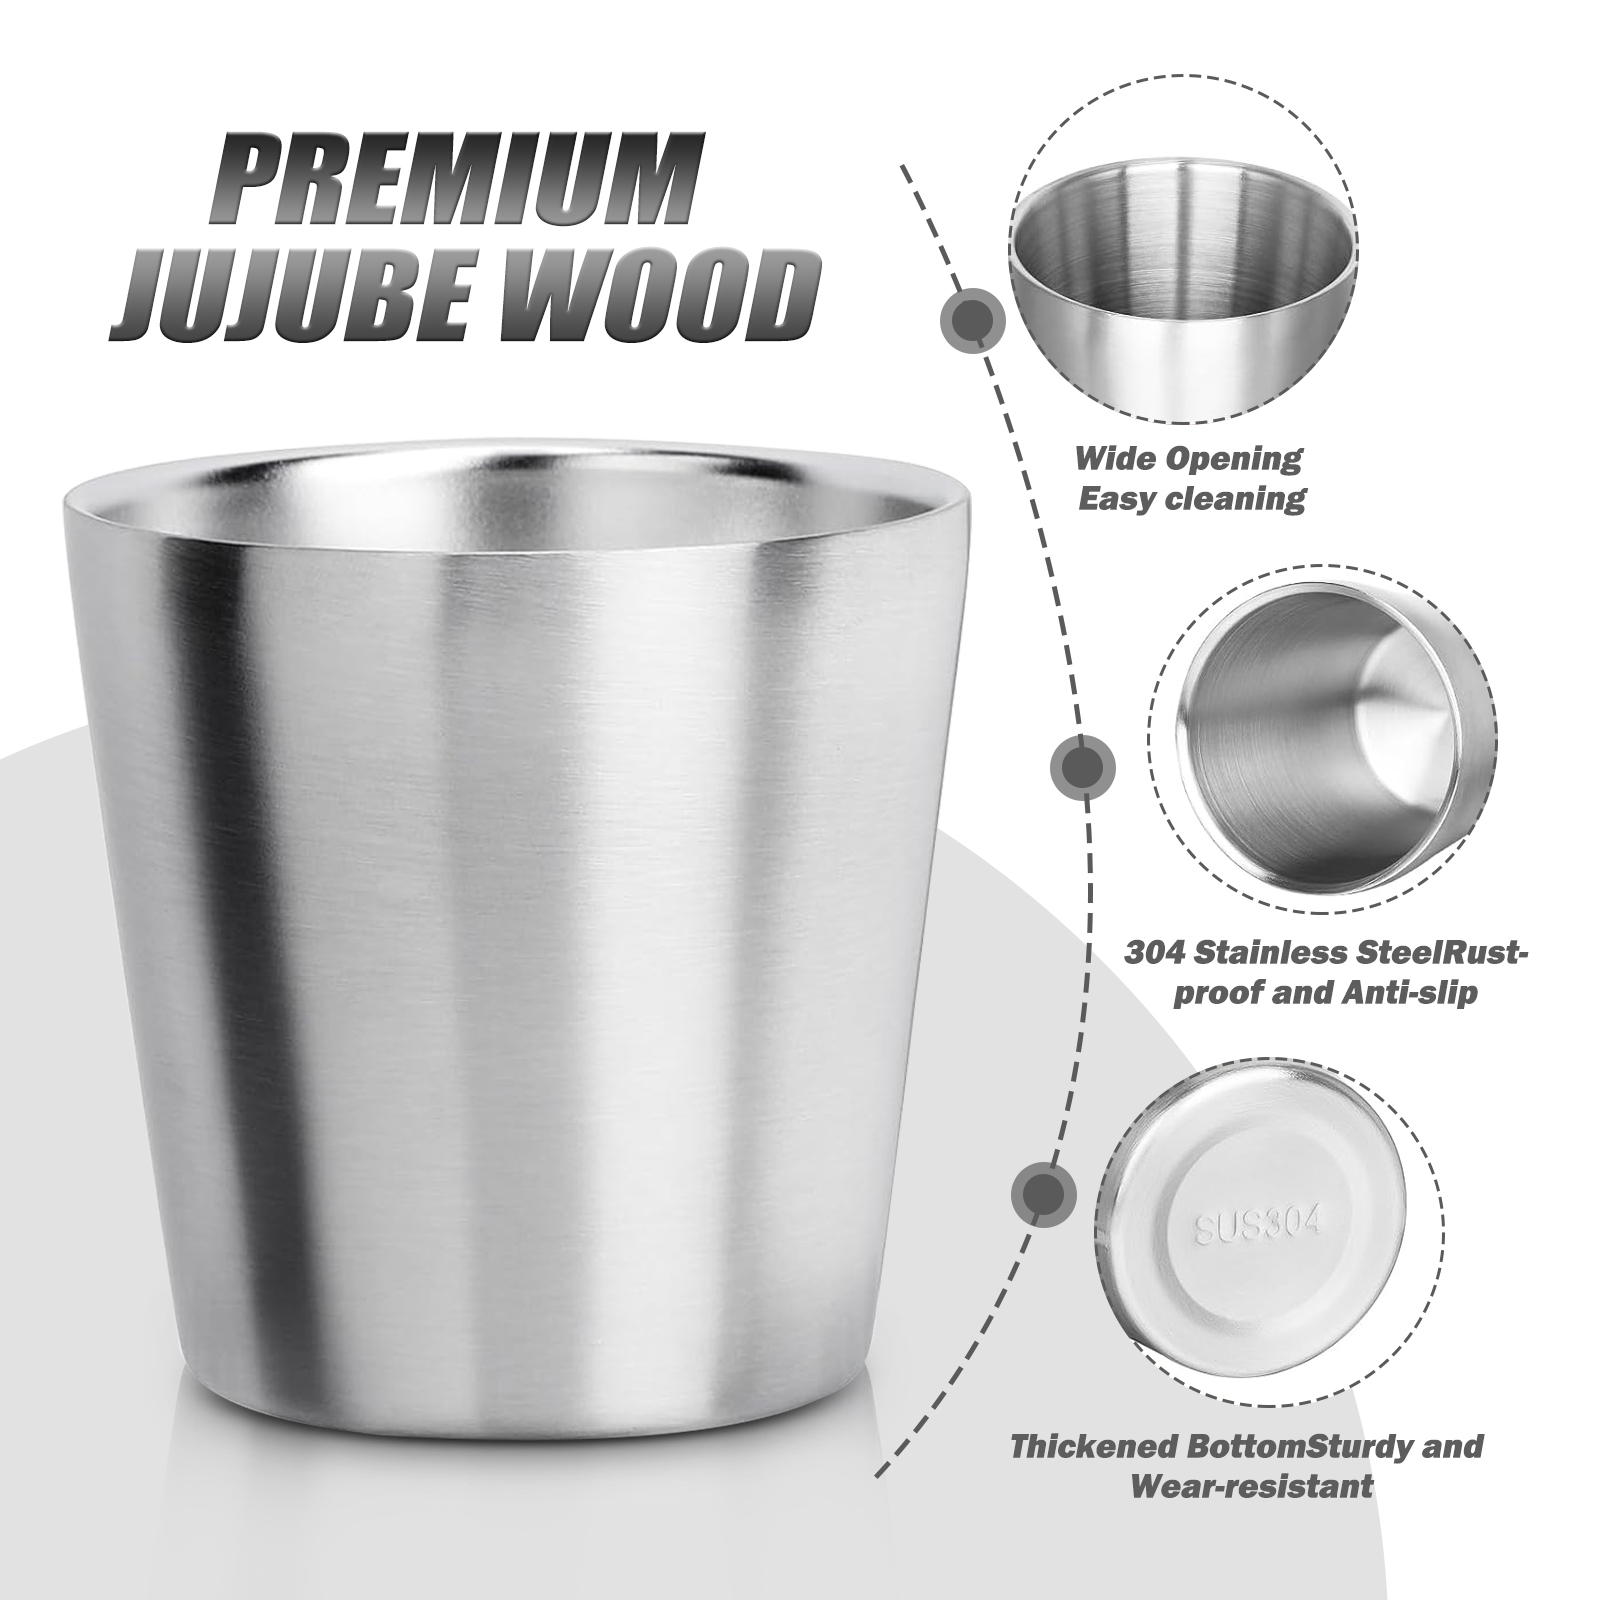 PREMIUM
JUJUBE WOOD
Wide Opening
Easy cleaning
304 Stainless SteelRust-
proof and Anti-slip
SUS304
Thickened BottomSturdy and
Wear-resistant